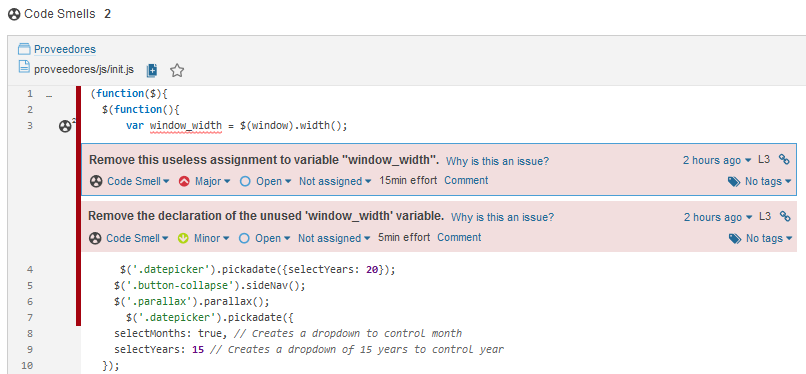 Code Smells 2
Proveedores
proveedores/js/init.js
1 … (function($){
2 $(function(){
3 2 var window_width = $(window).width();
Remove this useless assignment to variable "window_width". Why is this an issue? 2 hours ago L3
Code Smell Major Open Not assigned 15min effort Comment No tags
Remove the declaration of the unused 'window_width' variable. Why is this an issue? 2 hours ago L3
Code Smell Minor Open Not assigned 5min effort Comment No tags
4 $('.datepicker').pickadate({selectYears: 20});
5 $('.button-collapse').sideNav();
6 $('.parallax').parallax();
7 $('.datepicker').pickadate({
8 selectMonths: true, // Creates a dropdown to control month
9 selectYears: 15 // Creates a dropdown of 15 years to control year
10 });